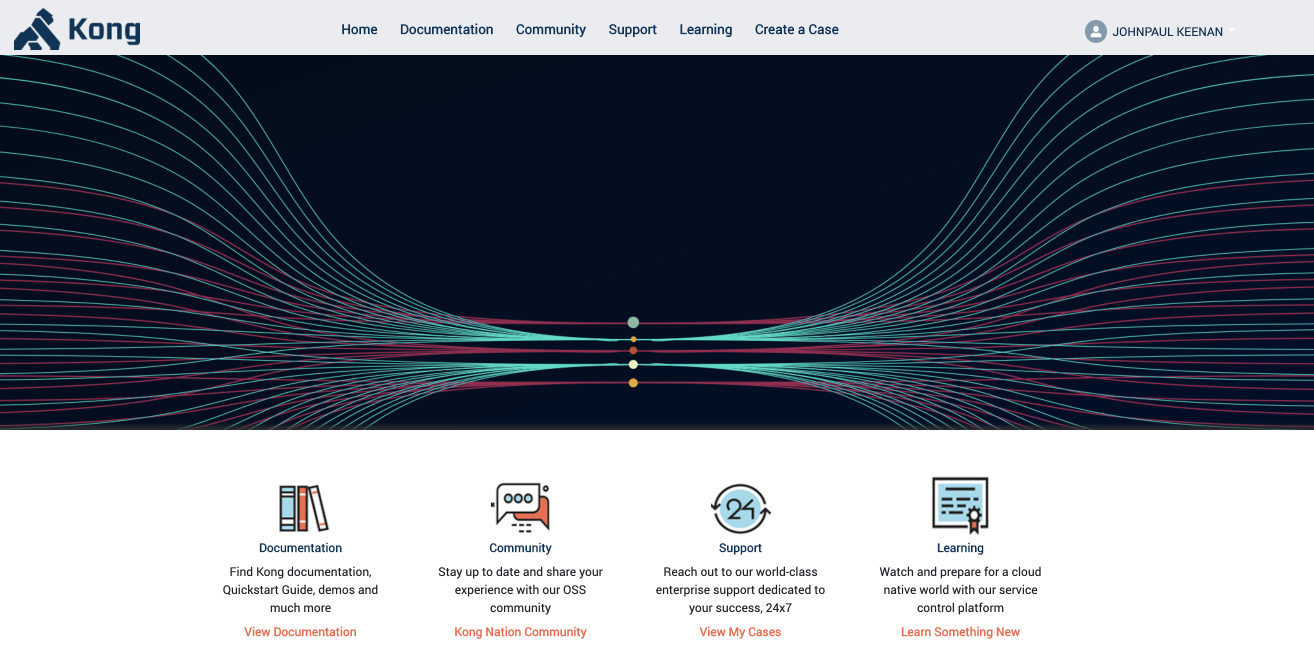 Kong
Home
Documentation
Community
Support
Learning
Create a Case
JOHNPAUL KEENAN
24
Documentation
Find Kong documentation,
Quickstart Guide, demos and
much more
View Documentation
Community
Stay up to date and share your
experience with our OSS
community
Kong Nation Community
Support
Reach out to our world-class
enterprise support dedicated to
your success, 24x7
View My Cases
Learning
Watch and prepare for a cloud
native world with our service
control platform
Learn Something New